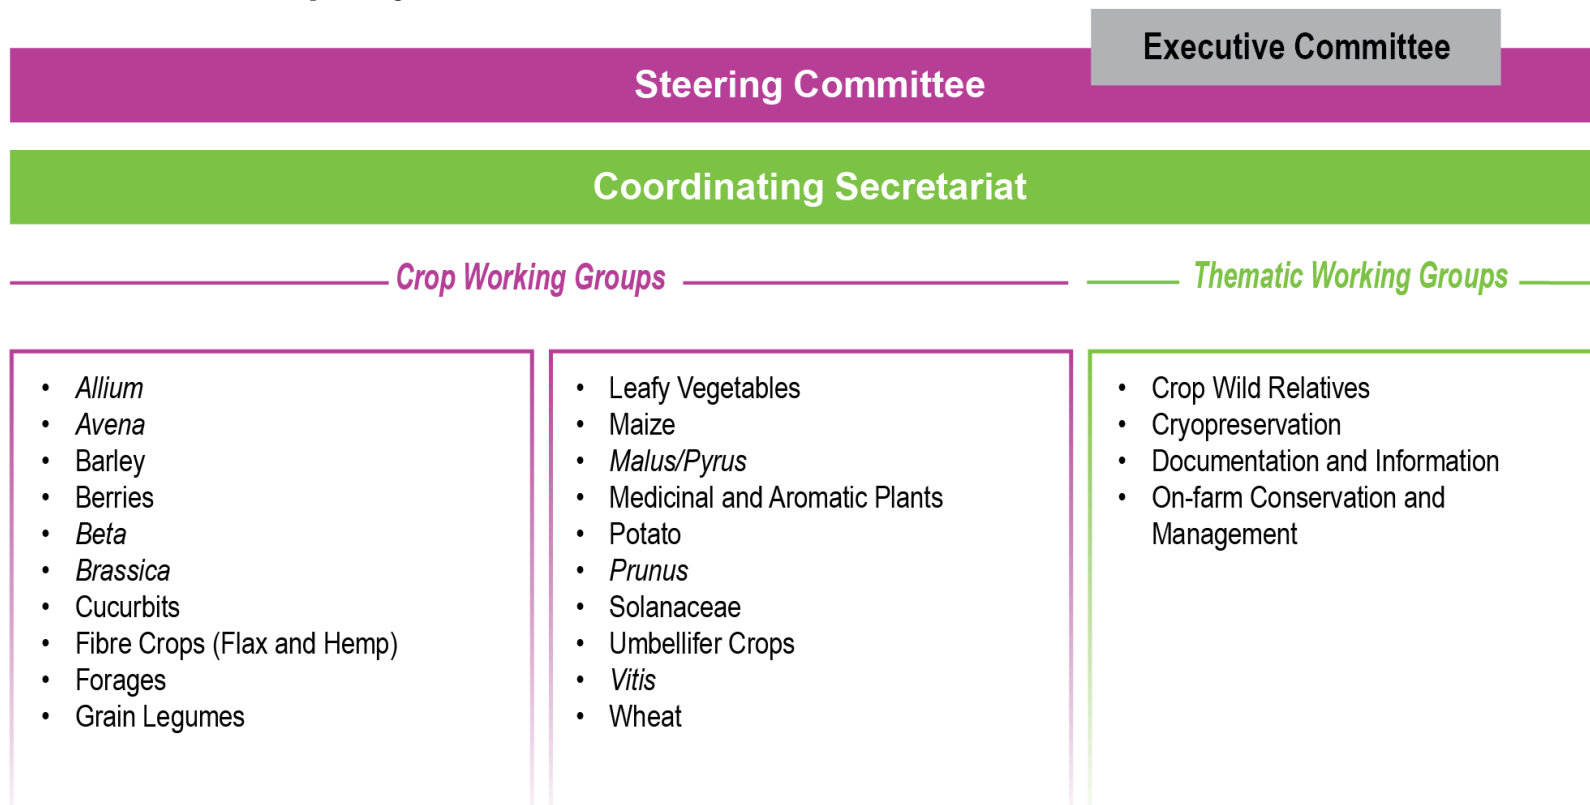 Executive Committee
Steering Committee
Coordinating Secretariat
Crop Working Groups
Thematic Working Groups
• Allium
• Avena
• Barley
• Berries
• Beta
• Brassica
• Cucurbits
• Fibre Crops (Flax and Hemp)
• Forages
• Grain Legumes
• Leafy Vegetables
• Maize
• Malus/Pyrus
• Medicinal and Aromatic Plants
• Potato
• Prunus
• Solanaceae
• Umbellifer Crops
• Vitis
• Wheat
• Crop Wild Relatives
• Cryopreservation
• Documentation and Information
• On-farm Conservation and
Management